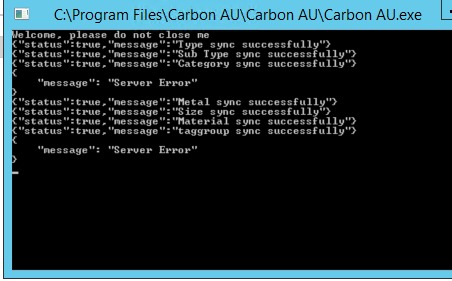 C:\Program Files\Carbon AU\Carbon AU\Carbon AU.exe
Welcome, please do not close me
{"status":true,"message":"Type sync successfully"}
{"status":true,"message":"Sub Type sync successfully"}
{"status":true,"message":"Category sync successfully"}
{
    "message": "Server Error"
}
{"status":true,"message":"Metal sync successfully"}
{"status":true,"message":"Size sync successfully"}
{"status":true,"message":"Material sync successfully"}
{"status":true,"message":"taggroup sync successfully"}
{
    "message": "Server Error"
}